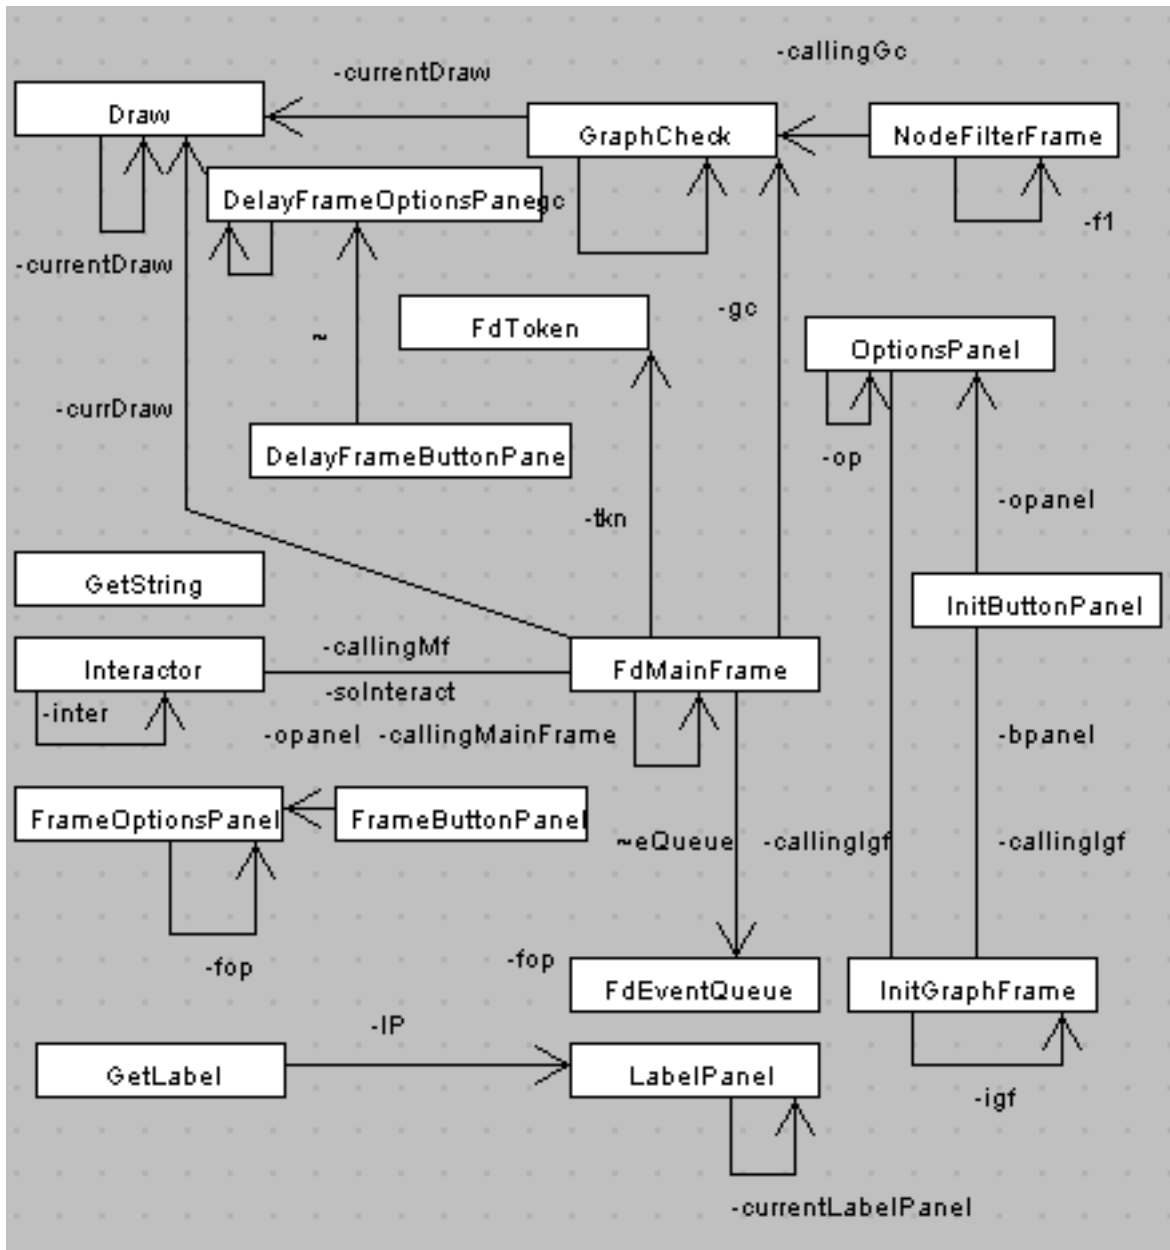 -callingGc
-currentDraw
Draw
GraphCheck
NodeFilterFrame
DelayFrameOptionsPane
gc
-f1
-currentDraw
-gc
FdToken
~
OptionsPanel
-currDraw
DelayFrameButtonPane
-op
-opanel
-tkn
GetString
InitButtonPanel
-callingMf
Interactor
FdMainFrame
-soInteract
-inter
-opanel
-callingMainFrame
-bpanel
FrameOptionsPanel
FrameButtonPanel
~eQueue
-callingIgf
-callingIgf
-fop
-fop
FdEventQueue
InitGraphFrame
-lP
GetLabel
LabelPanel
-igf
-currentLabelPanel